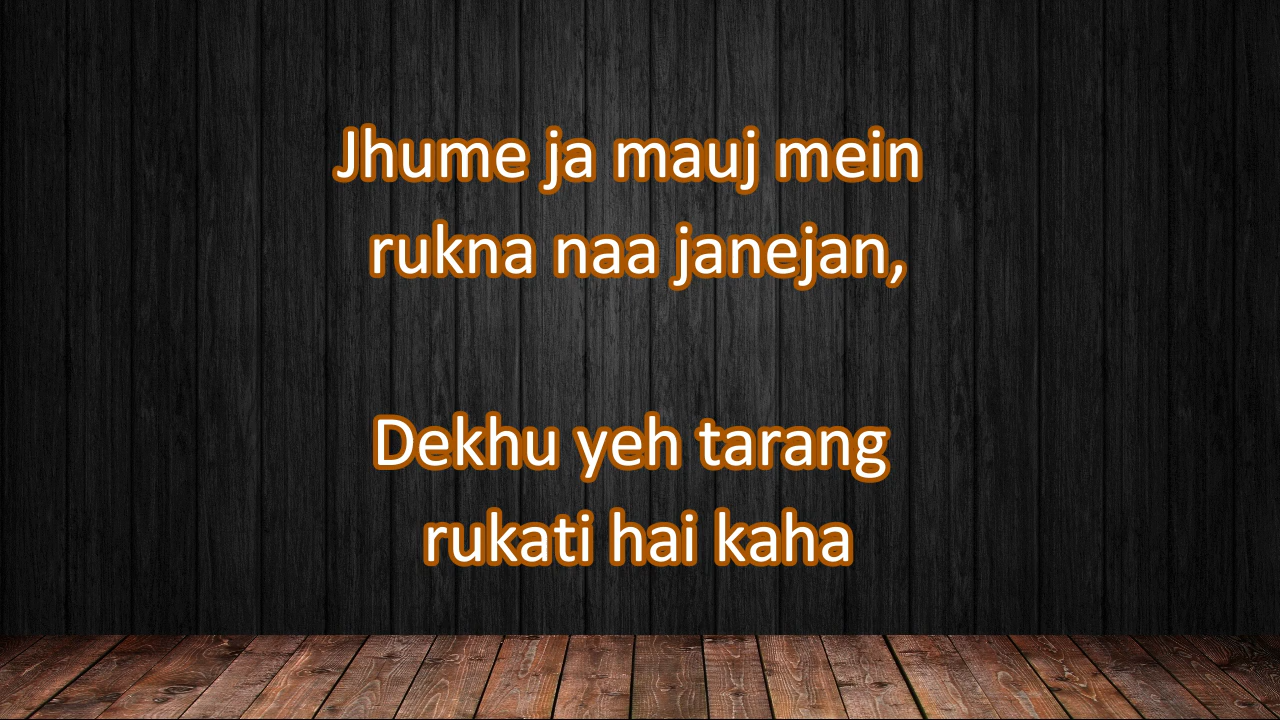 Jhume ja mauj mein
rukna naa janejan,
Dekhu yeh tarang
rukati hai kaha